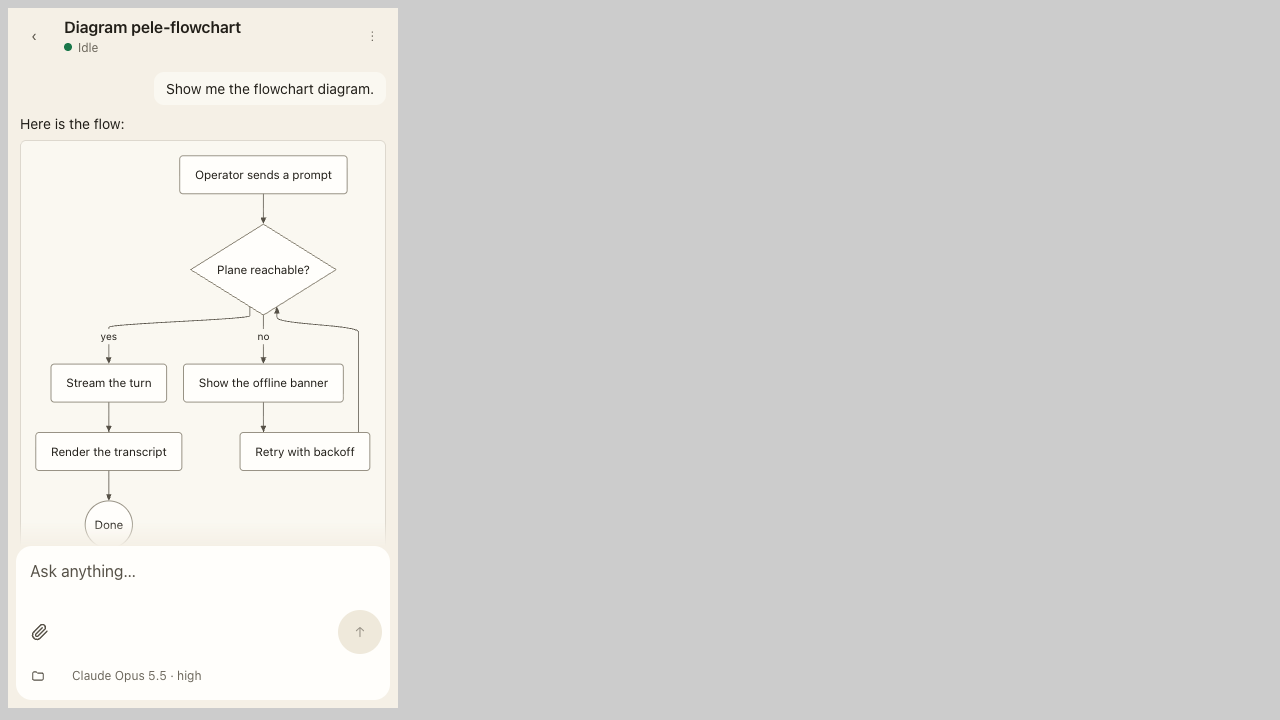 Diagram pele-flowchart
Idle
Show me the flowchart diagram.
Here is the flow:
Operator sends a prompt
Plane reachable?
yes
no
Stream the turn
Show the offline banner
Render the transcript
Retry with backoff
Done
Ask anything...
Claude Opus 5.5 · high